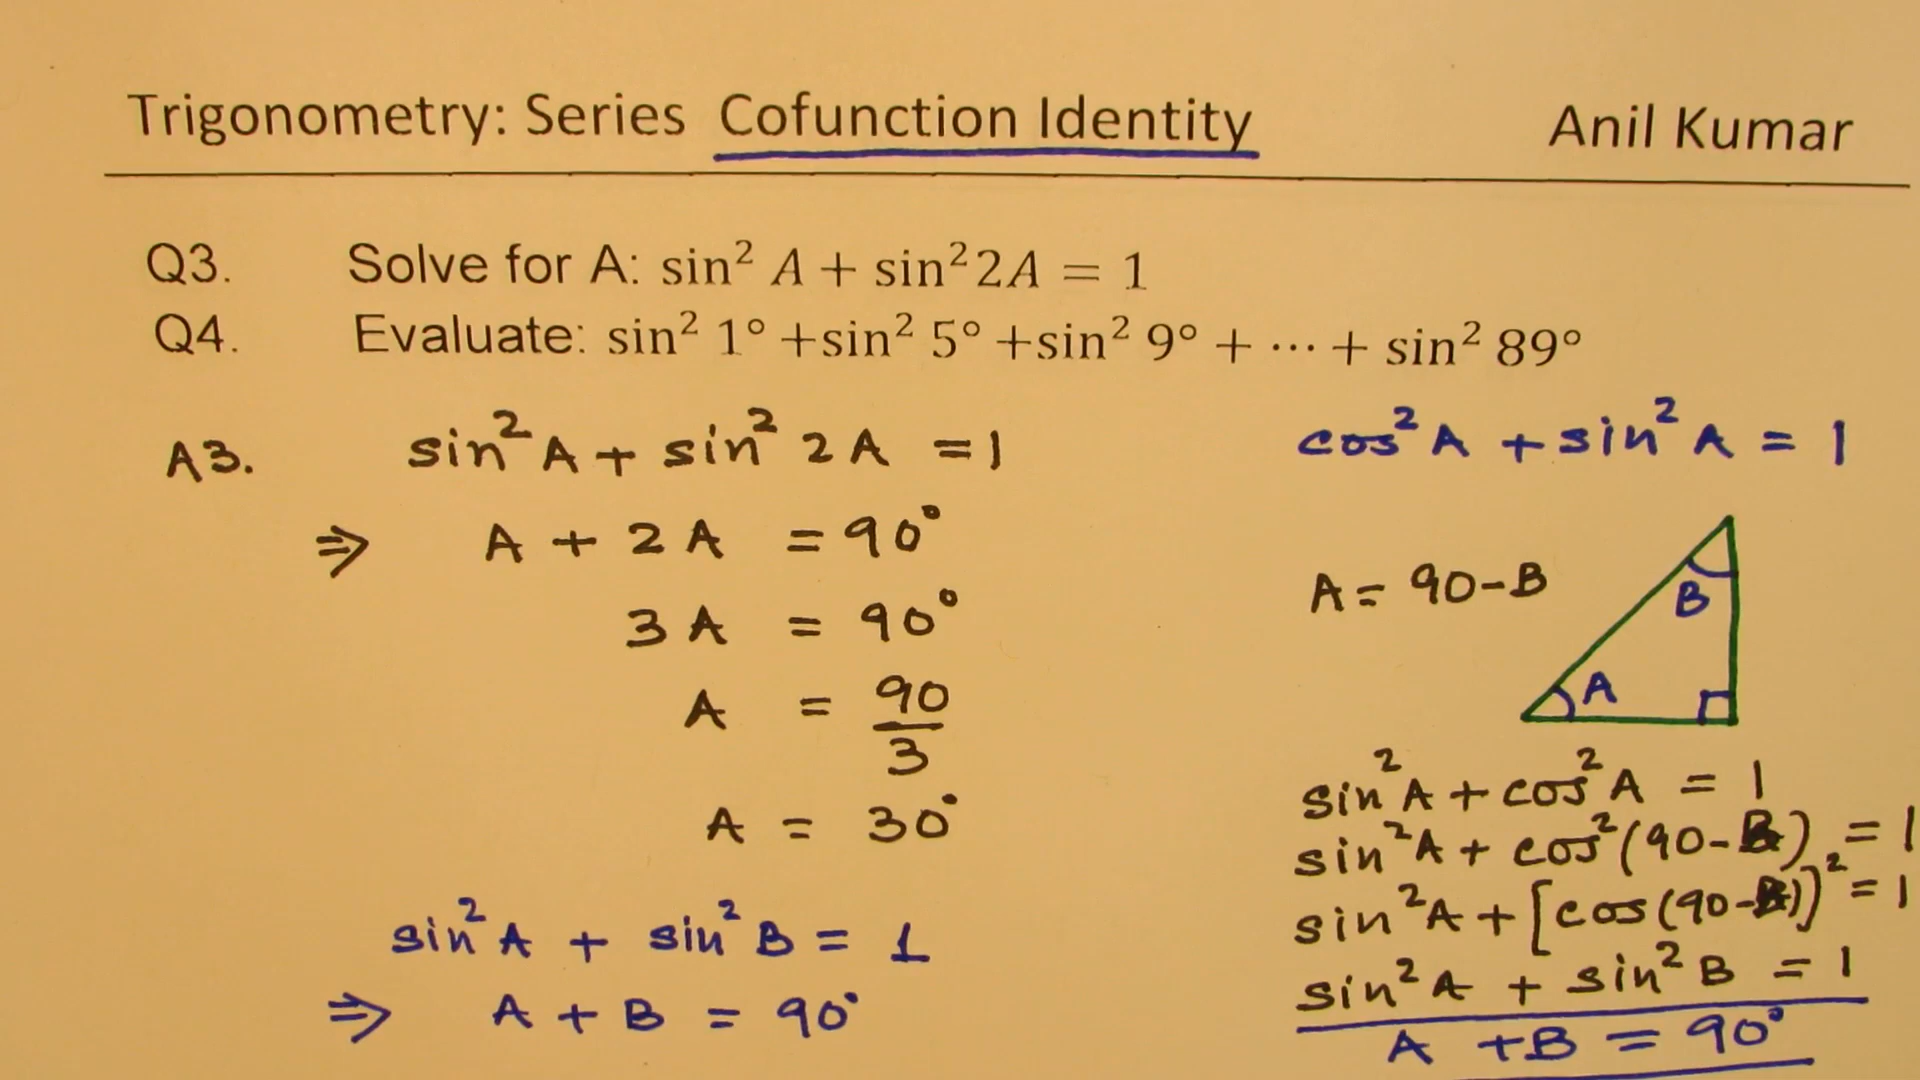 Trigonometry: Series Cofunction Identity Anil Kumar
Q3. Solve for A: sin² A + sin²2A = 1
Q4. Evaluate: sin² 1° +sin² 5° +sin² 9° + ⋯ + sin² 89°
A3. sin²A + sin² 2A = 1
⇒ A + 2A = 90°
3A = 90°
A = 90/3
A = 30°
sin²A + sin²B = 1
⇒ A + B = 90°
cos²A + sin²A = 1
A = 90-B
B
A
sin²A + cos²A = 1
sin²A + cos²(90-B) = 1
sin²A + [cos(90-B)]² = 1
sin²A + sin²B = 1
A + B = 90°